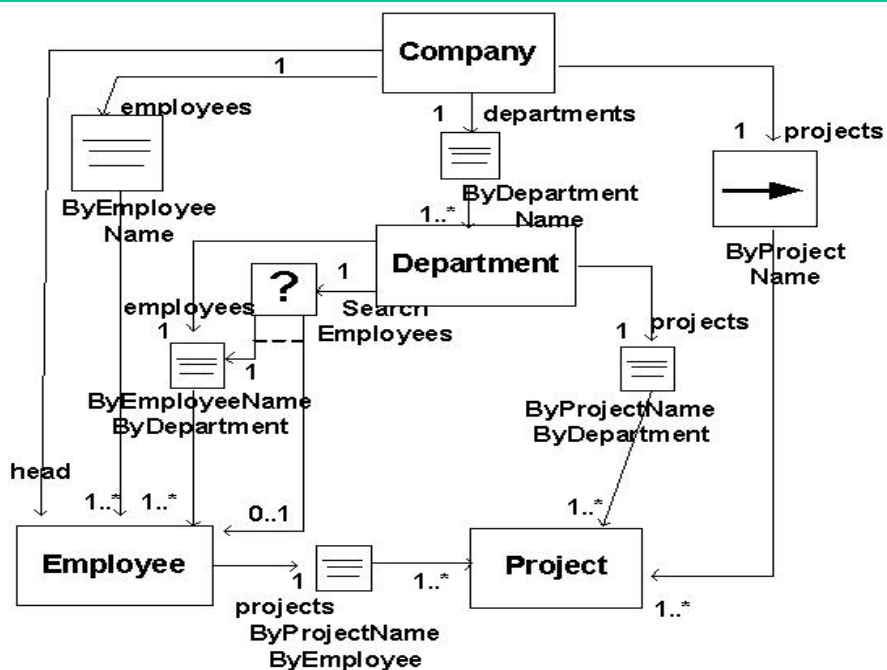 Company
1
employees
1
departments
1
projects
ByEmployee
Name
ByDepartment
Name
1..*
ByProject
Name
Department
?
1
Search
Employees
employees
1
1
1
projects
ByEmployeeName
ByDepartment
ByProjectName
ByDepartment
head
1..*
1..*
0..1
1..*
Employee
1
1..*
Project
1..*
projects
ByProjectName
ByEmployee